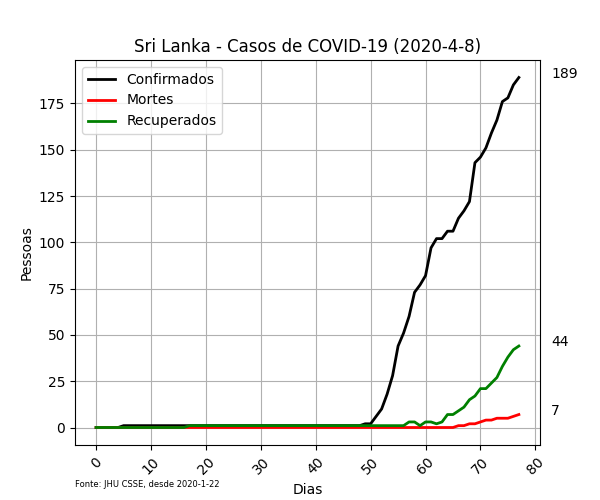 Sri Lanka - Casos de COVID-19 (2020-4-8)
Confirmados
Mortes
Recuperados
189
44
7
175
150
125
100
75
50
25
0
Pessoas
0 10 20 30 40 50 60 70 80
Fonte: JHU CSSE, desde 2020-1-22
Dias